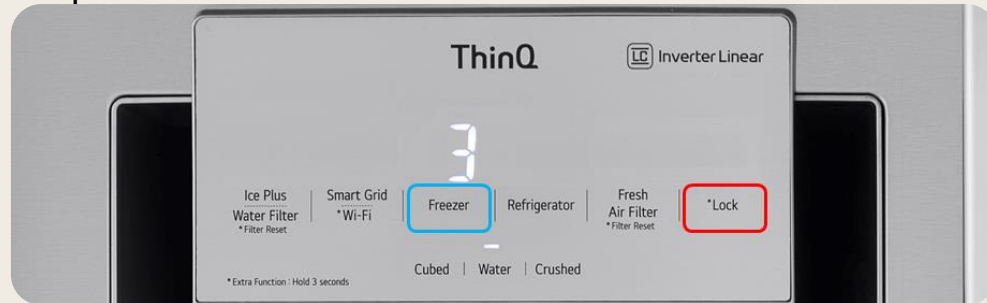 ThinQ
LC Inverter Linear
3
Ice Plus
Water Filter
*Filter Reset
Smart Grid
*Wi-Fi
Freezer
Refrigerator
Fresh
Air Filter
*Filter Reset
*Lock
Cubed | Water | Crushed
*Extra Function : Hold 3 seconds